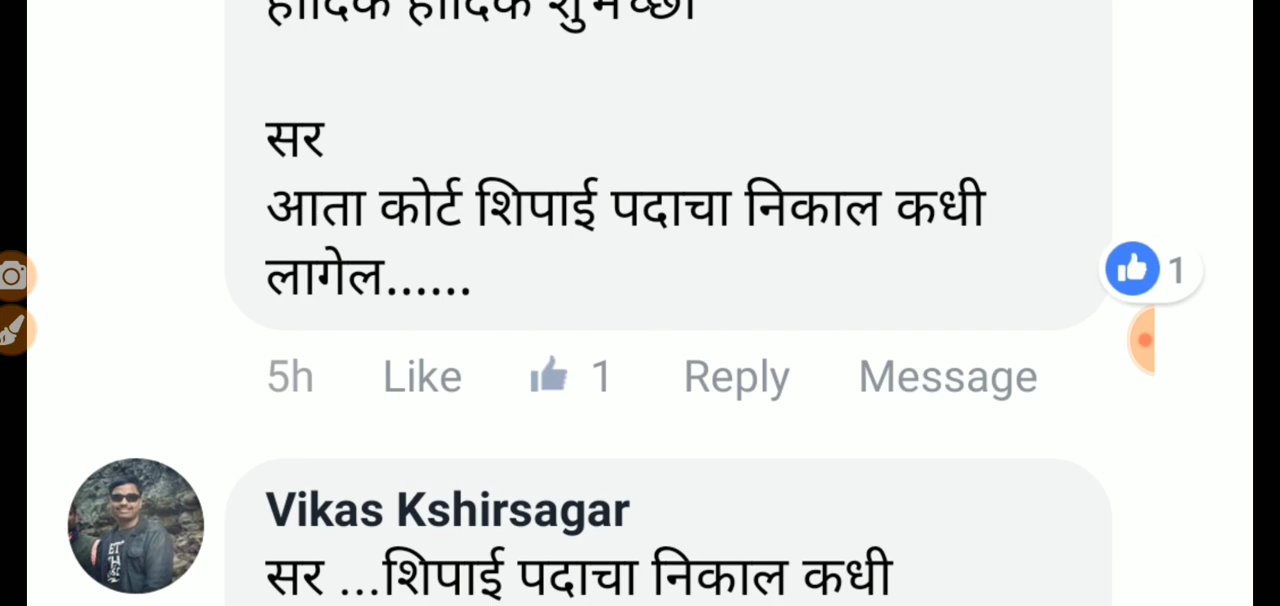 हार्दिक हार्दिक शुभेच्छा
सर
आता कोर्ट शिपाई पदाचा निकाल कधी
लागेल......
1
5h Like 1 Reply Message
Vikas Kshirsagar
सर ...शिपाई पदाचा निकाल कधी